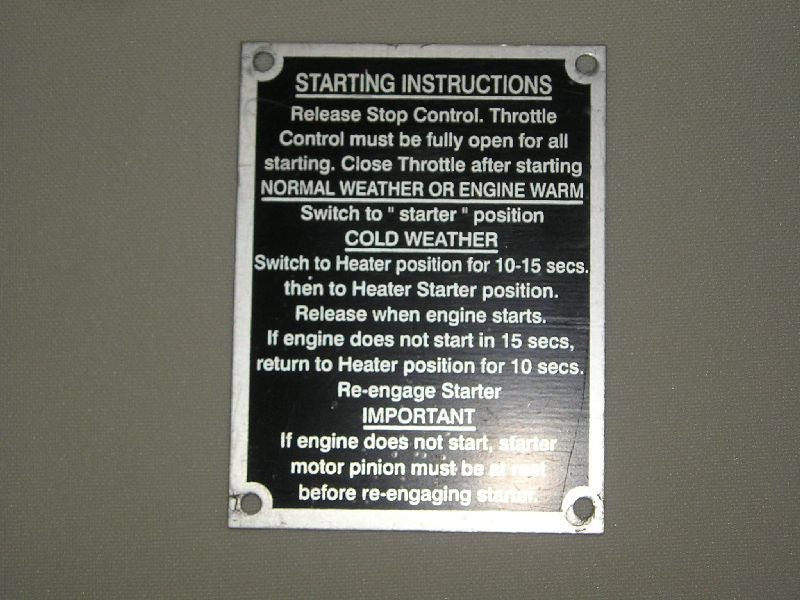 STARTING INSTRUCTIONS
Release Stop Control. Throttle
Control must be fully open for all
starting. Close Throttle after starting
NORMAL WEATHER OR ENGINE WARM
Switch to " starter " position
COLD WEATHER
Switch to Heater position for 10-15 secs.
then to Heater Starter position.
Release when engine starts.
If engine does not start in 15 secs,
return to Heater position for 10 secs.
Re-engage Starter
IMPORTANT
If engine does not start, starter
motor pinion must be at rest
before re-engaging starter.